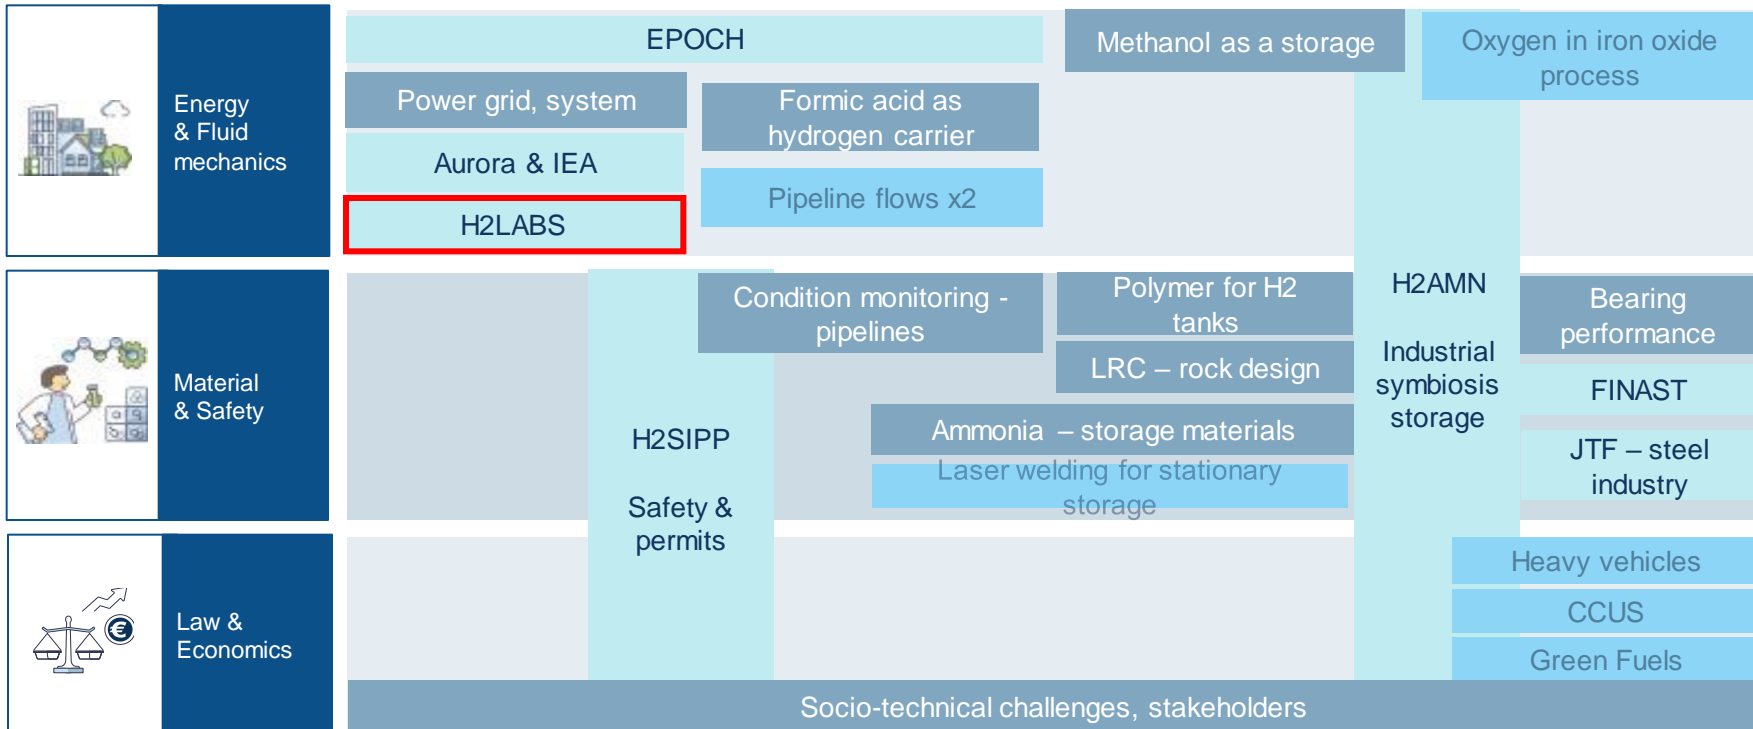 Energy
& Fluid
mechanics
EPOCH
Power grid, system
Aurora & IEA
H2LABS
Formic acid as
hydrogen carrier
Pipeline flows x2
Methanol as a storage
Oxygen in iron oxide
process
Material
& Safety
H2SIPP
Safety &
permits
Condition monitoring -
pipelines
Polymer for H2
tanks
LRC – rock design
Ammonia – storage materials
Laser welding for stationary
storage
H2AMN
Industrial
symbiosis
storage
Bearing
performance
FINAST
JTF – steel
industry
Law &
Economics
€
Heavy vehicles
CCUS
Green Fuels
Socio-technical challenges, stakeholders